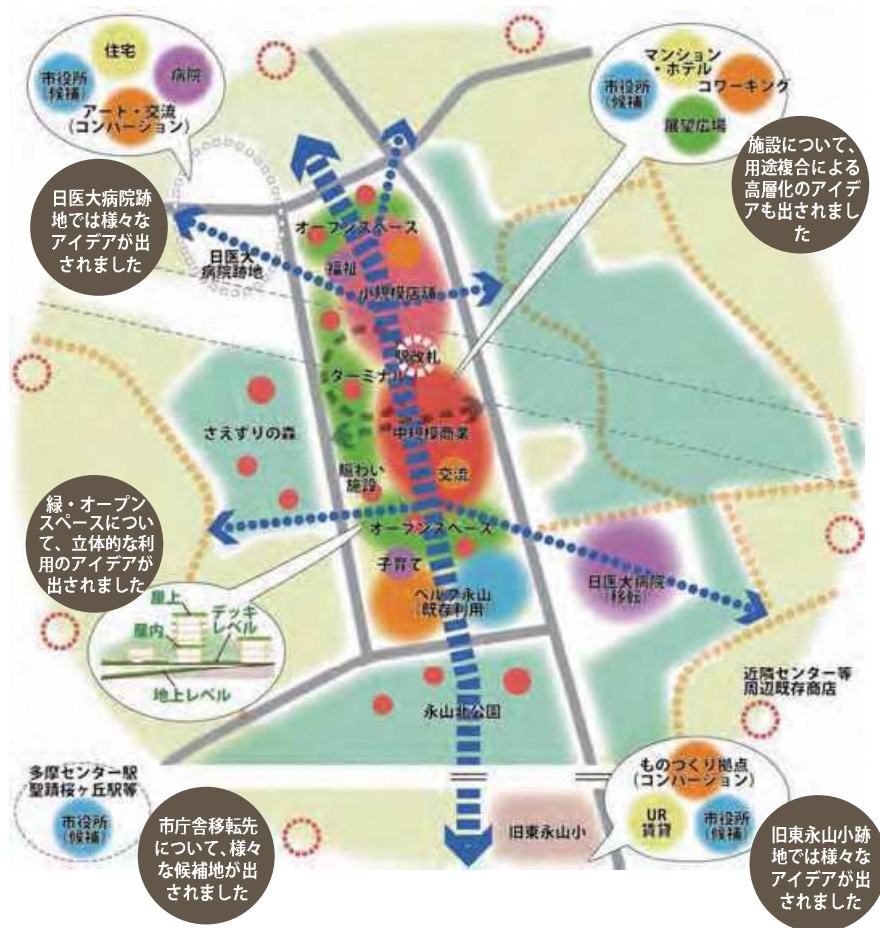 住宅
市役所
(候補)
病院
アート・交流
(コンバージョン)
マンション
・ホテル
市役所
(候補)
コワーキング
展望広場
施設について、
用途複合による
高層化のアイデ
アも出されまし
た
日医大病院跡
地では様々な
アイデアが出
されました
日医大
病院跡地
オープンスペース
福祉
小規模店舗
駅改札
ターミナル
中規模商業
さえずりの森
賑わい
施設
交流
オープンスペース
緑・オープン
スペースについ
て、立体的な利
用のアイデアが
出されました
子育て
ベルブ永山
(既存利用)
日医大病院
(移転)
屋上
デッキ
レベル
屋内
地上レベル
近隣センター等
周辺既存商店
永山北公園
多摩センター駅
聖蹟桜ヶ丘駅等
市役所
(候補)
市庁舎移転先
について、様々
な候補地が出
されました
旧東永山小
ものづくり拠点
(コンバージョン)
UR
賃貸
市役所
(候補)
旧東永山小跡
地では様々な
アイデアが出
されました